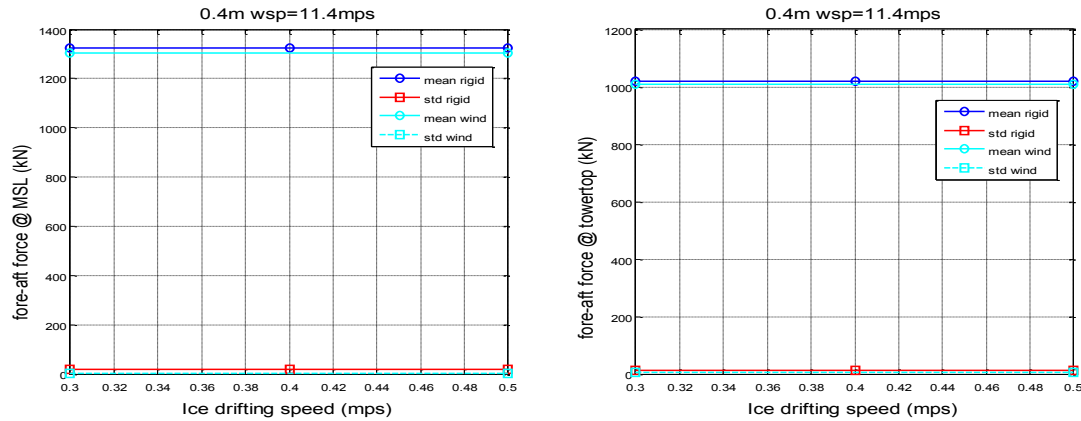 0.4m wsp=11.4mps
1400
1200
1000
800
600
400
200
0
fore-aft force @ MSL (kN)
mean rigid
std rigid
mean wind
std wind
0.3 0.32 0.34 0.36 0.38 0.4 0.42 0.44 0.46 0.48 0.5
Ice drifting speed (mps)
0.4m wsp=11.4mps
1200
1000
800
600
400
200
0
fore-aft force @ towertop (kN)
mean rigid
std rigid
mean wind
std wind
0.3 0.32 0.34 0.36 0.38 0.4 0.42 0.44 0.46 0.48 0.5
Ice drifting speed (mps)